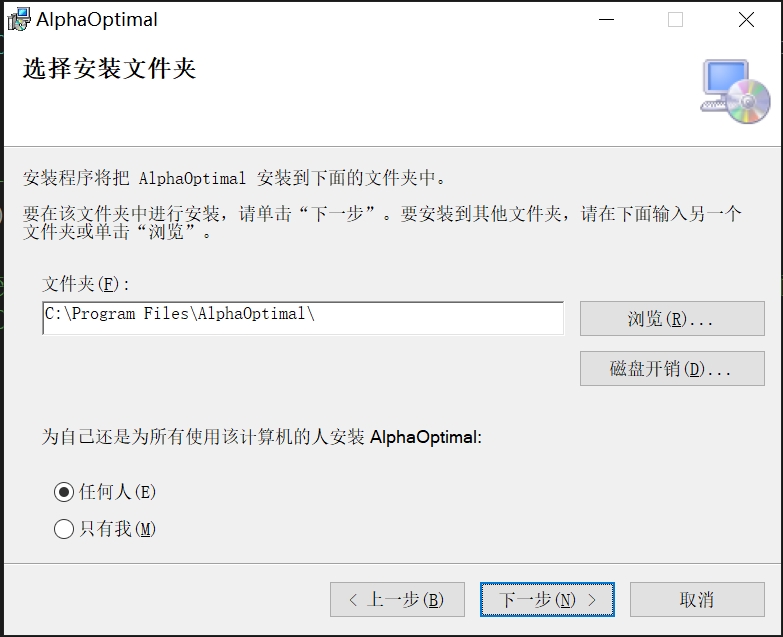 AlphaOptimal
选择安装文件夹
安装程序将把 AlphaOptimal 安装到下面的文件夹中。
要在该文件夹中进行安装，请单击“下一步”。要安装到其他文件夹，请在下面输入另一个
文件夹或单击“浏览”。
文件夹(F):
C:\Program Files\AlphaOptimal\
浏览(R)...
磁盘开销(D)...
为自己还是为所有使用该计算机的人安装 AlphaOptimal:
任何人(E)
只有我(M)
< 上一步(B)
下一步(N) >
取消